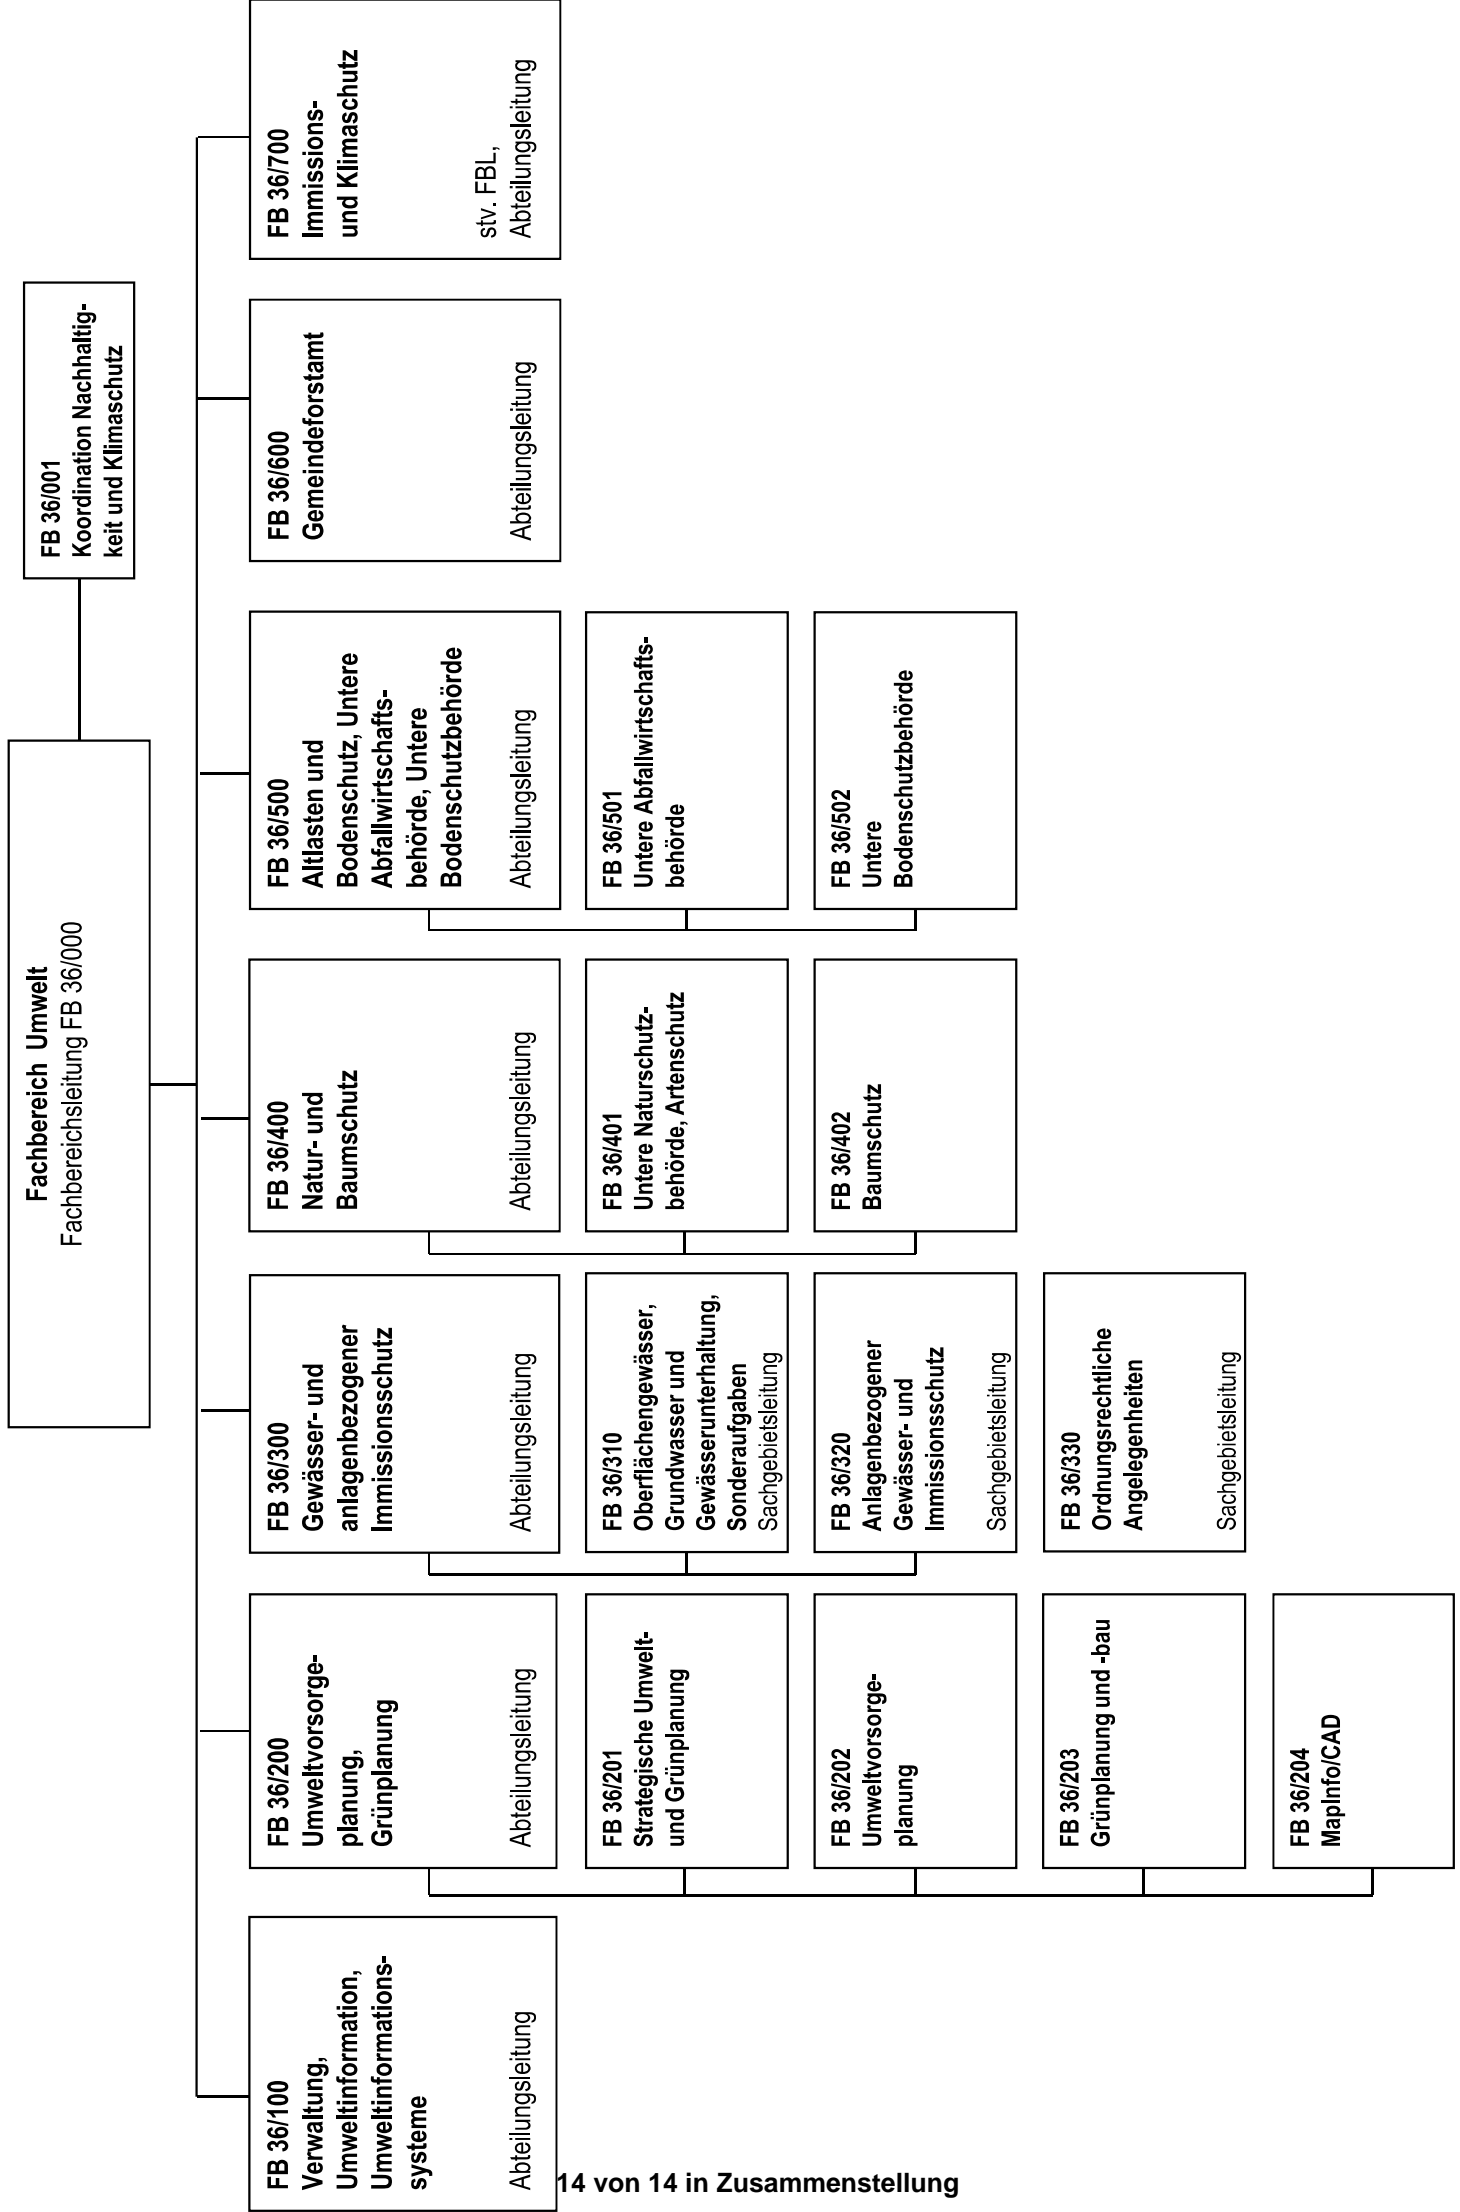 Fachbereich Umwelt
Fachbereichsleitung FB 36/000
FB 36/001
Koordination Nachhaltig-
keit und Klimaschutz
FB 36/100
Verwaltung,
Umweltinformation,
Umweltinformations-
systeme
Abteilungsleitung
FB 36/200
Umweltvorsorge-
planung,
Grünplanung
Abteilungsleitung
FB 36/201
Strategische Umwelt-
und Grünplanung
FB 36/202
Umweltvorsorge-
planung
FB 36/203
Grünplanung und -bau
FB 36/204
MapInfo/CAD
FB 36/300
Gewässer- und
anlagenbezogener
Immissionsschutz
Abteilungsleitung
FB 36/310
Oberflächengewässer,
Grundwasser und
Gewässerunterhaltung,
Sonderaufgaben
Sachgebietsleitung
FB 36/320
Anlagenbezogener
Gewässer- und
Immissionsschutz
Sachgebietsleitung
FB 36/330
Ordnungsrechtliche
Angelegenheiten
Sachgebietsleitung
FB 36/400
Natur- und
Baumschutz
Abteilungsleitung
FB 36/401
Untere Naturschutz-
behörde, Artenschutz
FB 36/402
Baumschutz
FB 36/500
Altlasten und
Bodenschutz, Untere
Abfallwirtschafts-
behörde, Untere
Bodenschutzbehörde
Abteilungsleitung
FB 36/501
Untere Abfallwirtschafts-
behörde
FB 36/502
Untere
Bodenschutzbehörde
FB 36/600
Gemeindeforstamt
Abteilungsleitung
FB 36/700
Immissions-
und Klimaschutz
stv. FBL,
Abteilungsleitung
14 von 14 in Zusammenstellung